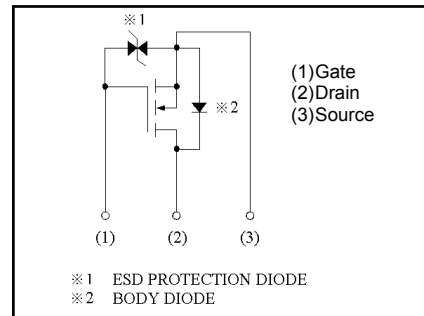 ※1
(1)Gate
(2)Drain
(3)Source
※2
(1) (2) (3)
※1 ESD PROTECTION DIODE
※2 BODY DIODE